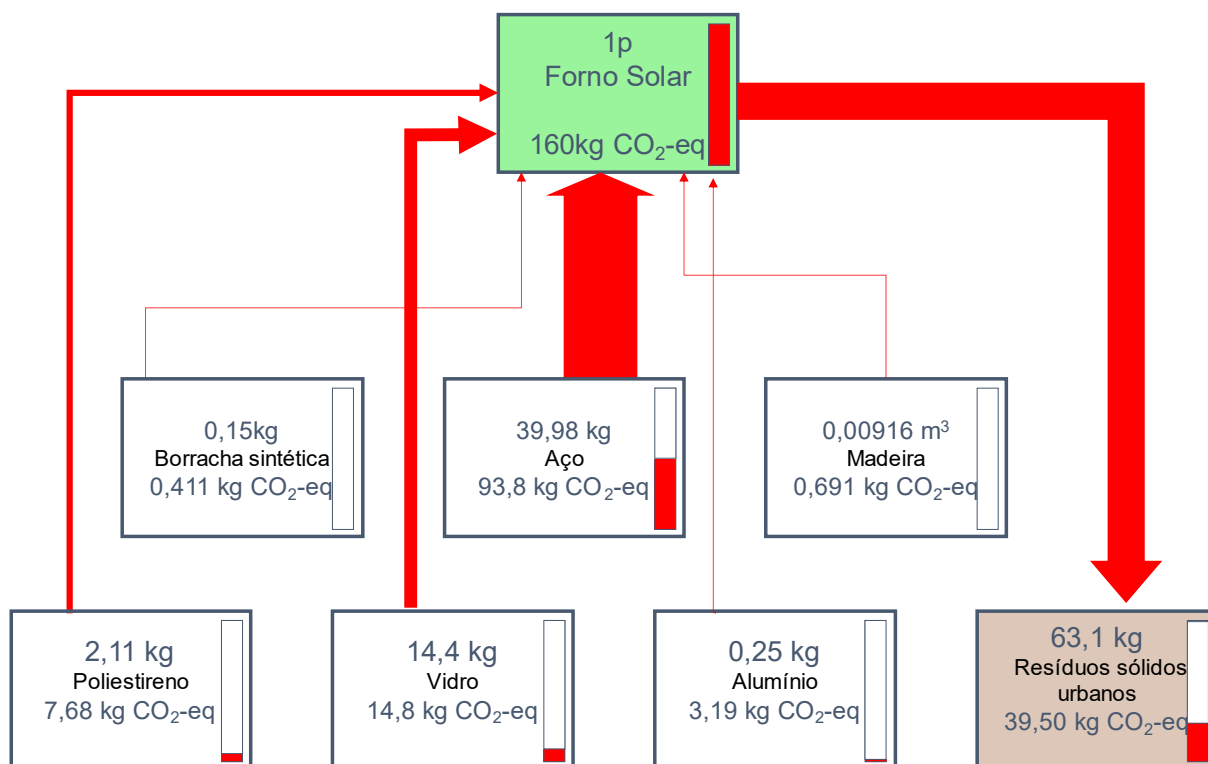 1p
Forno Solar
160kg CO₂-eq
0,15kg
Borracha sintética
0,411 kg CO₂-eq
39,98 kg
Aço
93,8 kg CO₂-eq
0,00916 m³
Madeira
0,691 kg CO₂-eq
2,11 kg
Poliestireno
7,68 kg CO₂-eq
14,4 kg
Vidro
14,8 kg CO₂-eq
0,25 kg
Alumínio
3,19 kg CO₂-eq
63,1 kg
Resíduos sólidos
urbanos
39,50 kg CO₂-eq